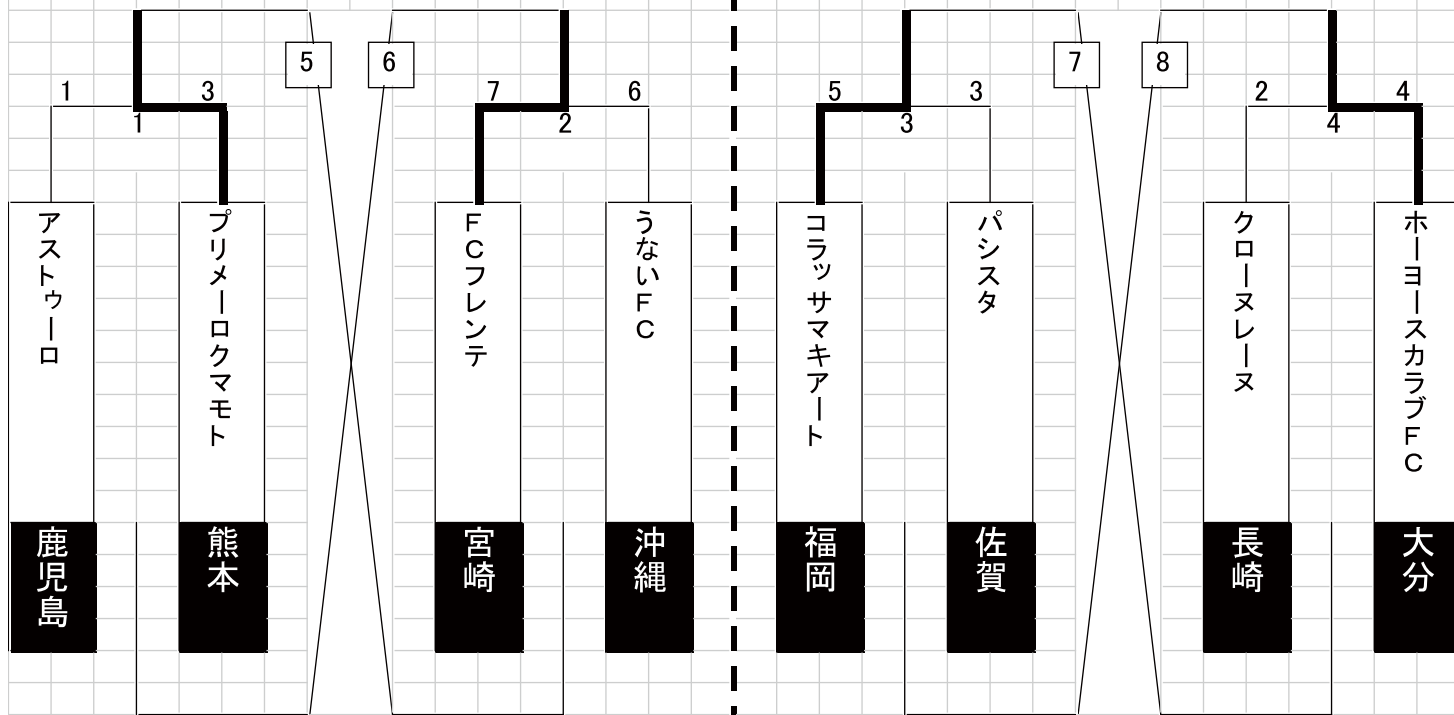 5
6
7
8
1
3
7
6
5
3
2
4
1
2
3
4
アストゥーロ
プリメーロクマモト
FCフレンテ
うないFC
コラッサマキアート
パシスタ
クローヌレーヌ
ホーヨースカラブFC
鹿児島
熊本
宮崎
沖縄
福岡
佐賀
長崎
大分